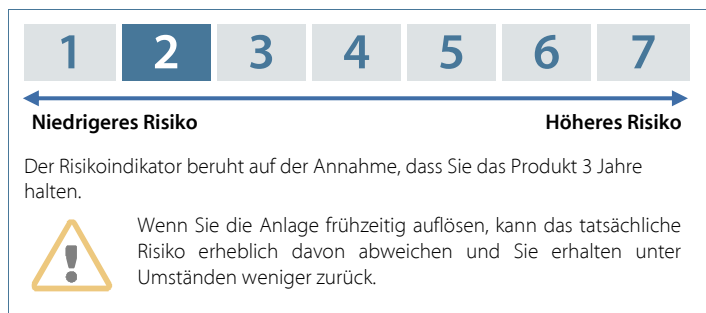 1 2 3 4 5 6 7
Niedrigeres Risiko Höheres Risiko
Der Risikoindikator beruht auf der Annahme, dass Sie das Produkt 3 Jahre
halten.
Wenn Sie die Anlage frühzeitig auflösen, kann das tatsächliche
Risiko erheblich davon abweichen und Sie erhalten unter
Umständen weniger zurück.